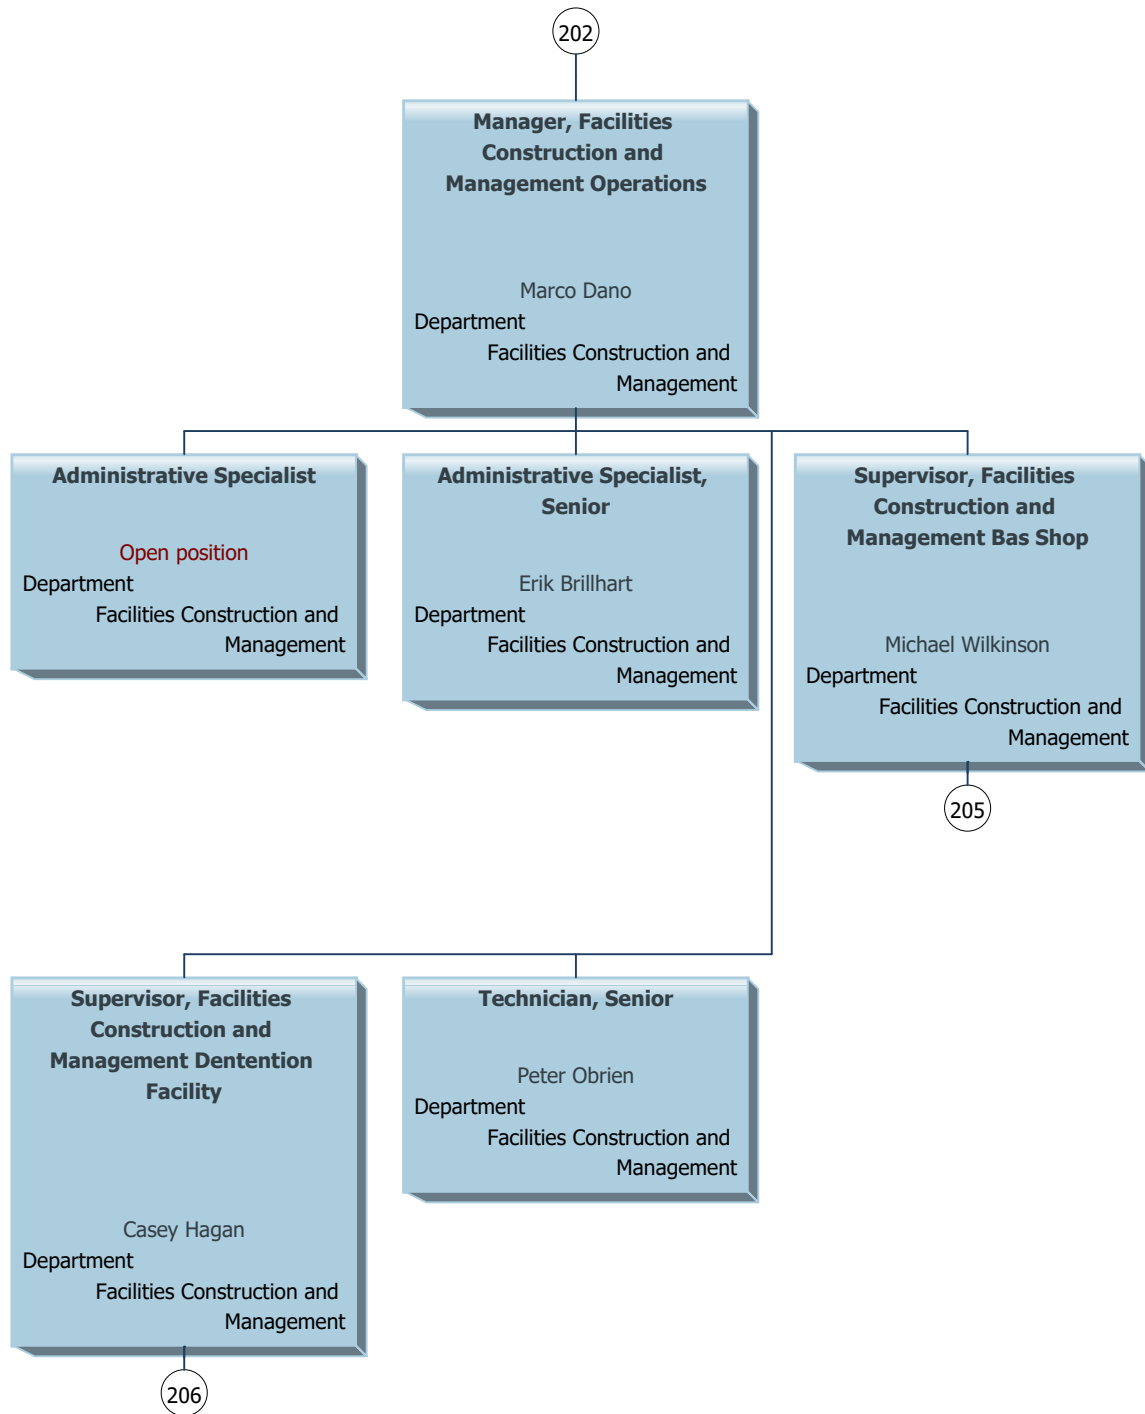 202
Manager, Facilities
Construction and
Management Operations
Marco Dano
Department
Facilities Construction and
Management
Administrative Specialist
Open position
Department
Facilities Construction and
Management
Administrative Specialist,
Senior
Erik Brillhart
Department
Facilities Construction and
Management
Supervisor, Facilities
Construction and
Management Bas Shop
Michael Wilkinson
Department
Facilities Construction and
Management
205
Supervisor, Facilities
Construction and
Management Dentention
Facility
Casey Hagan
Department
Facilities Construction and
Management
206
Technician, Senior
Peter Obrien
Department
Facilities Construction and
Management